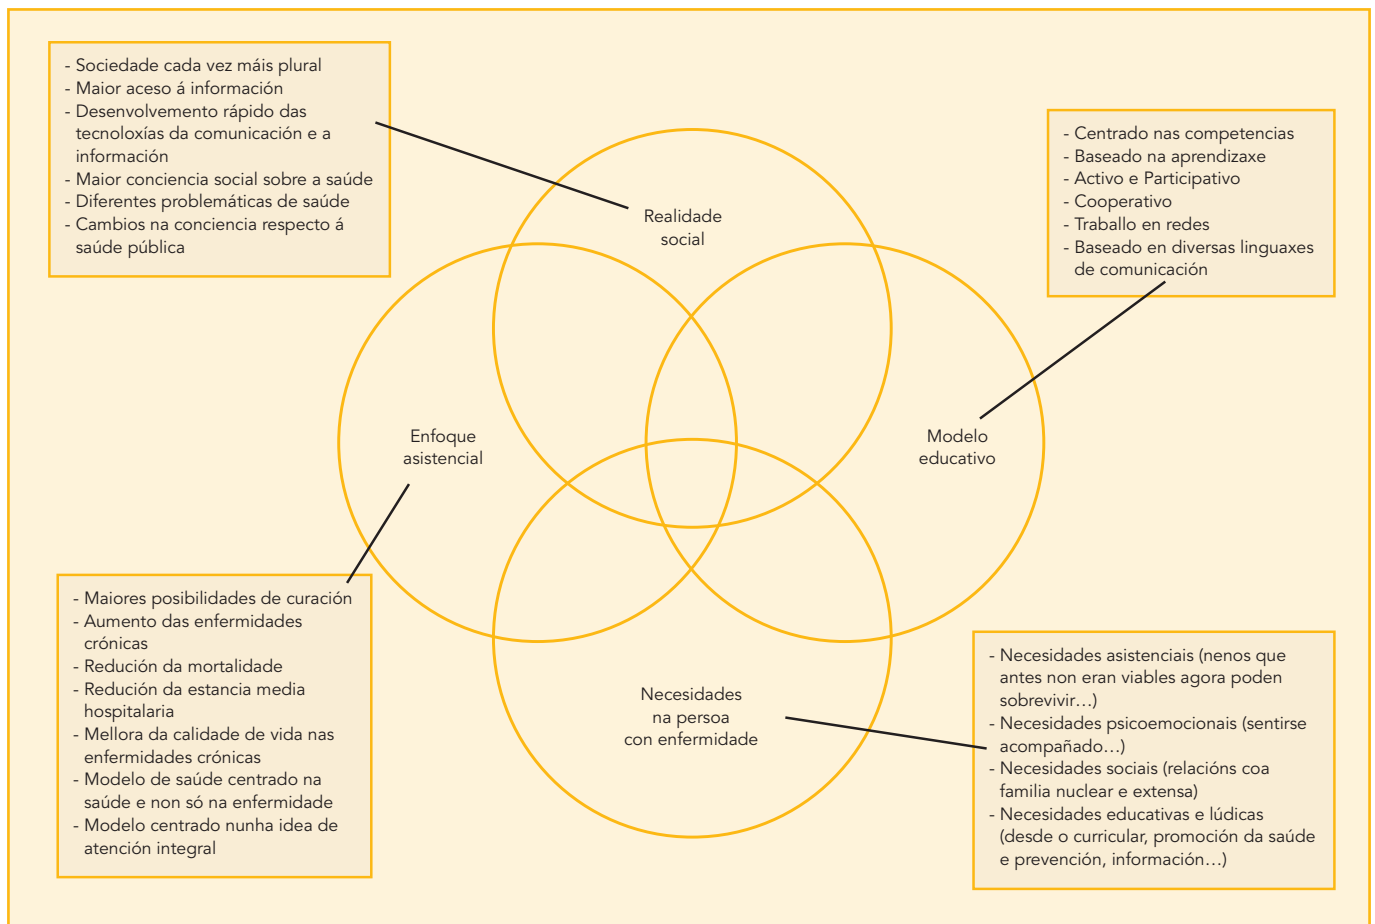 - Sociedade cada vez máis plural
- Maior aceso á información
- Desenvolvemento rápido das
tecnoloxías da comunicación e a
información
- Maior conciencia social sobre a saúde
- Diferentes problemáticas de saúde
- Cambios na conciencia respecto á
saúde pública
- Centrado nas competencias
- Baseado na aprendizaxe
- Activo e Participativo
- Cooperativo
- Traballo en redes
- Baseado en diversas linguaxes
de comunicación
Realidade
social
Enfoque
asistencial
Modelo
educativo
Necesidades
na persoa
con enfermidade
- Maiores posibilidades de curación
- Aumento das enfermidades
crónicas
- Redución da mortalidade
- Redución da estancia media
hospitalaria
- Mellora da calidade de vida nas
enfermidades crónicas
- Modelo de saúde centrado na
saúde e non só na enfermidade
- Modelo centrado nunha idea de
atención integral
- Necesidades asistenciais (nenos que
antes non eran viables agora poden
sobrevivir…)
- Necesidades psicoemocionais (sentirse
acompañado…)
- Necesidades sociais (relacións coa
familia nuclear e extensa)
- Necesidades educativas e lúdicas
(desde o curricular, promoción da saúde
e prevención, información…)